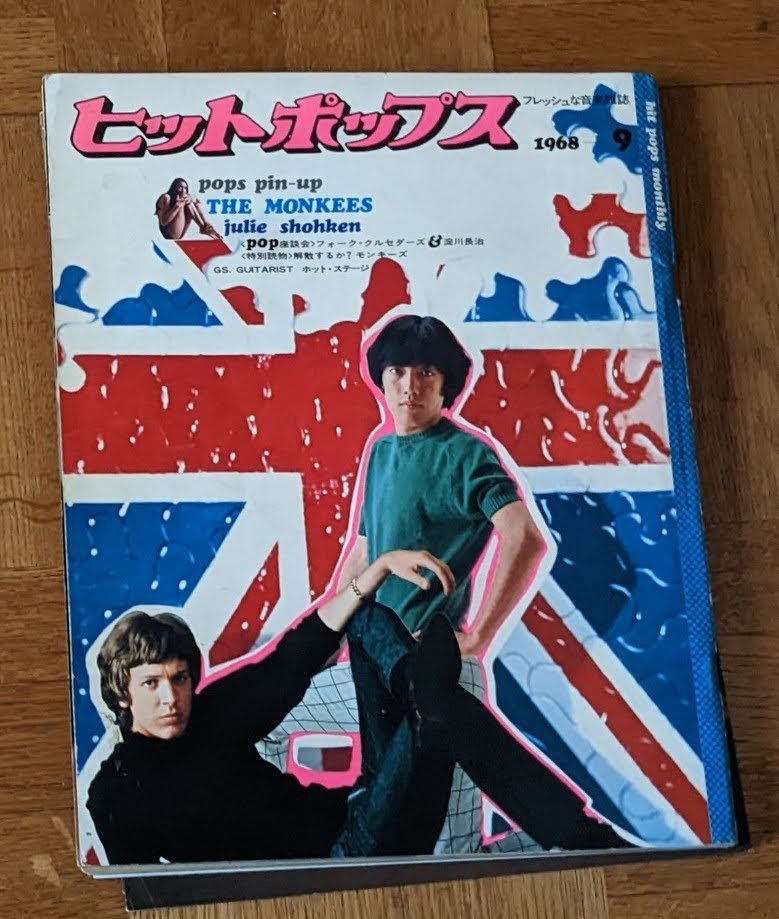 フレッシュな音楽雑誌
ヒットポップス
1968 9
hit pops monthly
pops pin-up
THE MONKEES
julie shohken
〈pop座談会〉フォーク・クルセダーズ&淀川長治
〈特別読物〉解散するか?モンキーズ
GS. GUITARIST ホット・ステージ